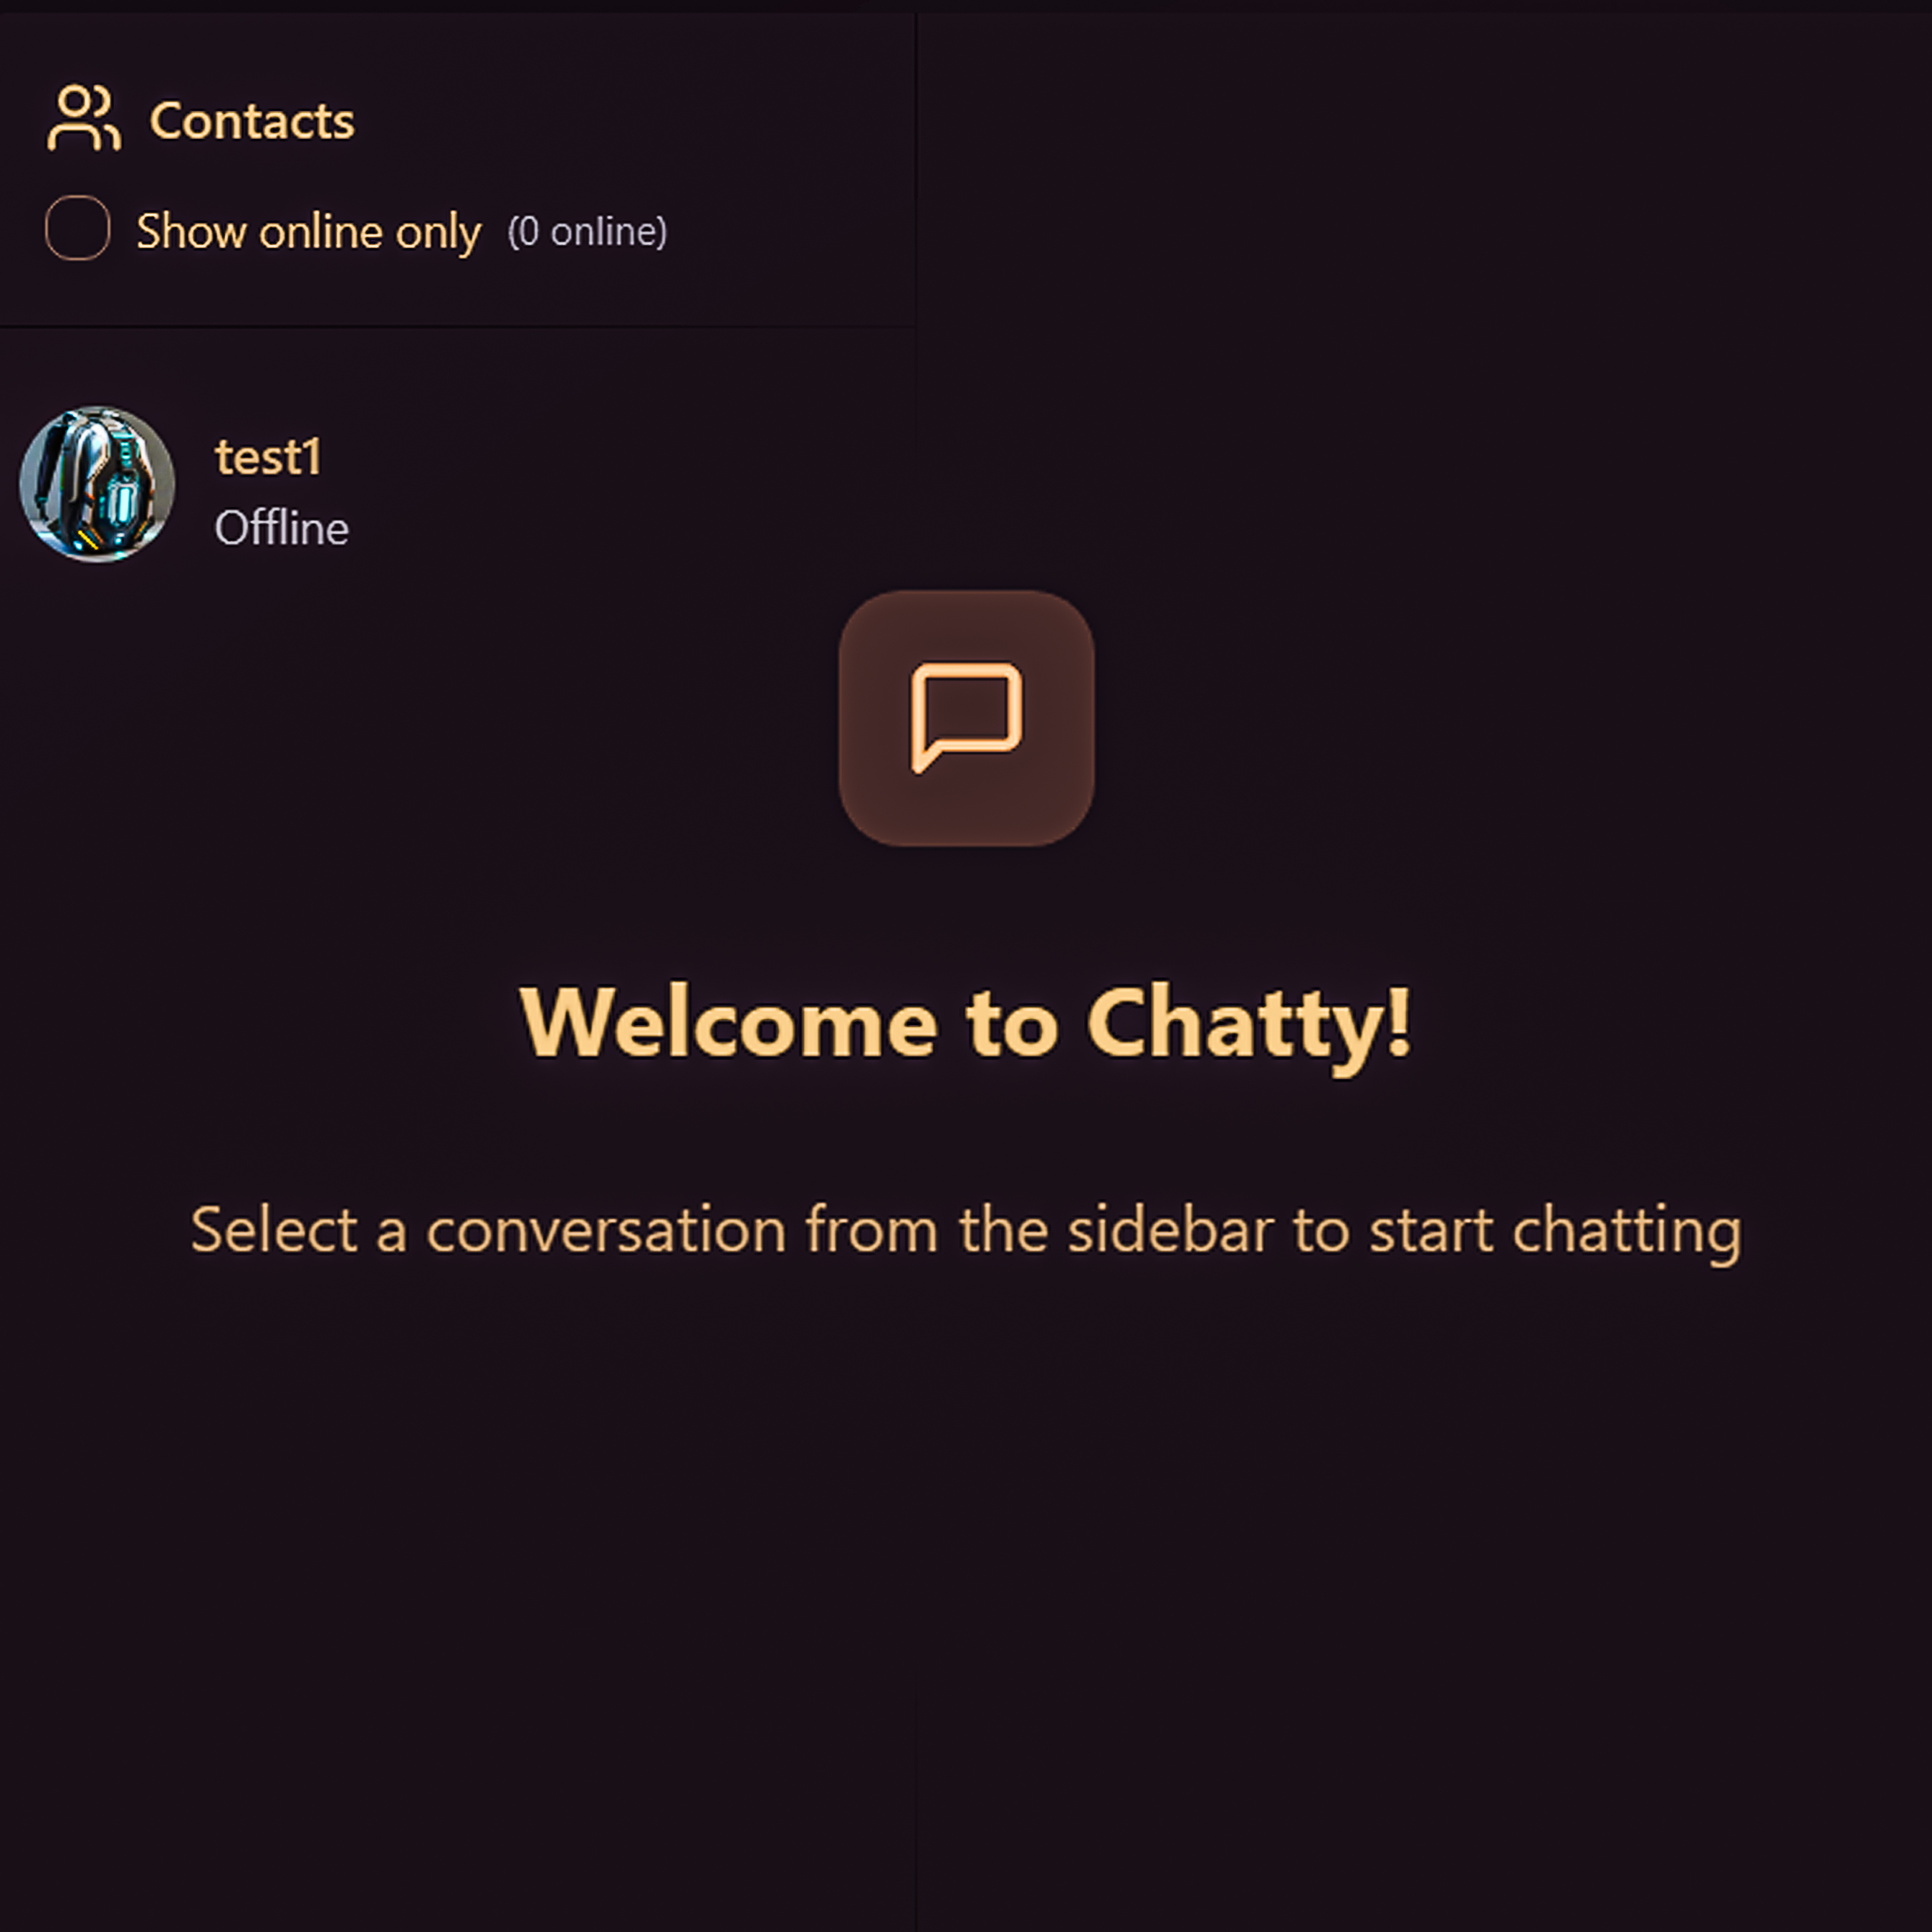 Contacts
Show online only (0 online)
test1
Offline
Welcome to Chatty!
Select a conversation from the sidebar to start chatting